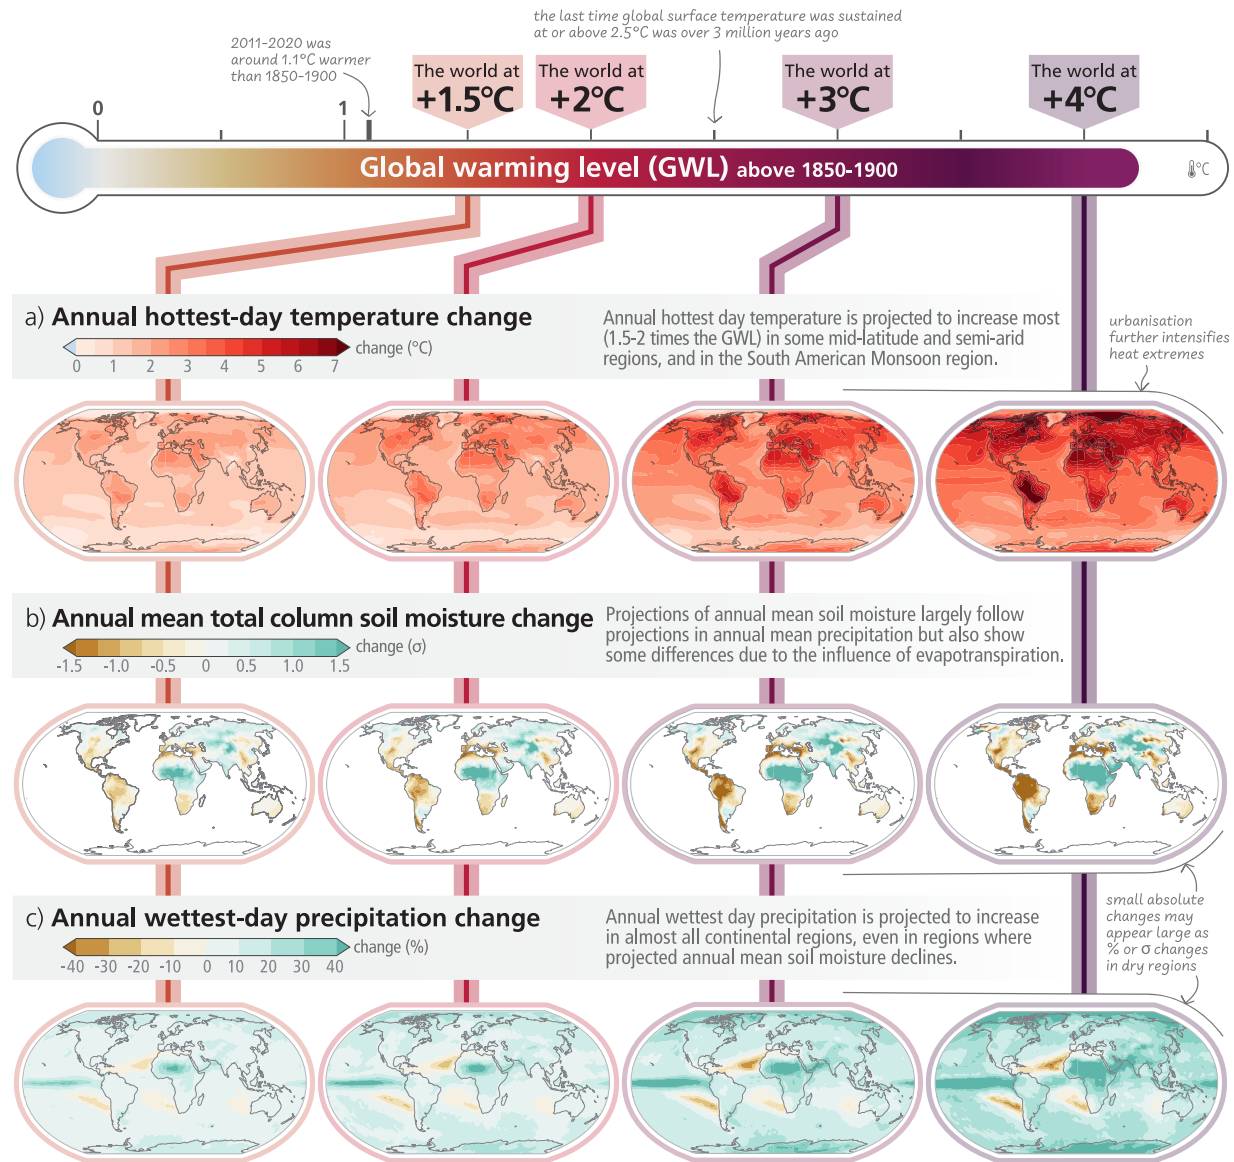 the last time global surface temperature was sustained
at or above 2.5°C was over 3 million years ago
2011-2020 was
around 1.1°C warmer
than 1850-1900
The world at
+1.5°C
The world at
+2°C
The world at
+3°C
The world at
+4°C
0
1
Global warming level (GWL) above 1850-1900
°C
a) Annual hottest-day temperature change
change (°C)
0 1 2 3 4 5 6 7
Annual hottest day temperature is projected to increase most
(1.5-2 times the GWL) in some mid-latitude and semi-arid
regions, and in the South American Monsoon region.
urbanisation
further intensifies
heat extremes
b) Annual mean total column soil moisture change
change (σ)
-1.5 -1.0 -0.5 0 0.5 1.0 1.5
Projections of annual mean soil moisture largely follow
projections in annual mean precipitation but also show
some differences due to the influence of evapotranspiration.
c) Annual wettest-day precipitation change
change (%)
-40 -30 -20 -10 0 10 20 30 40
Annual wettest day precipitation is projected to increase
in almost all continental regions, even in regions where
projected annual mean soil moisture declines.
small absolute
changes may
appear large as
% or σ changes
in dry regions